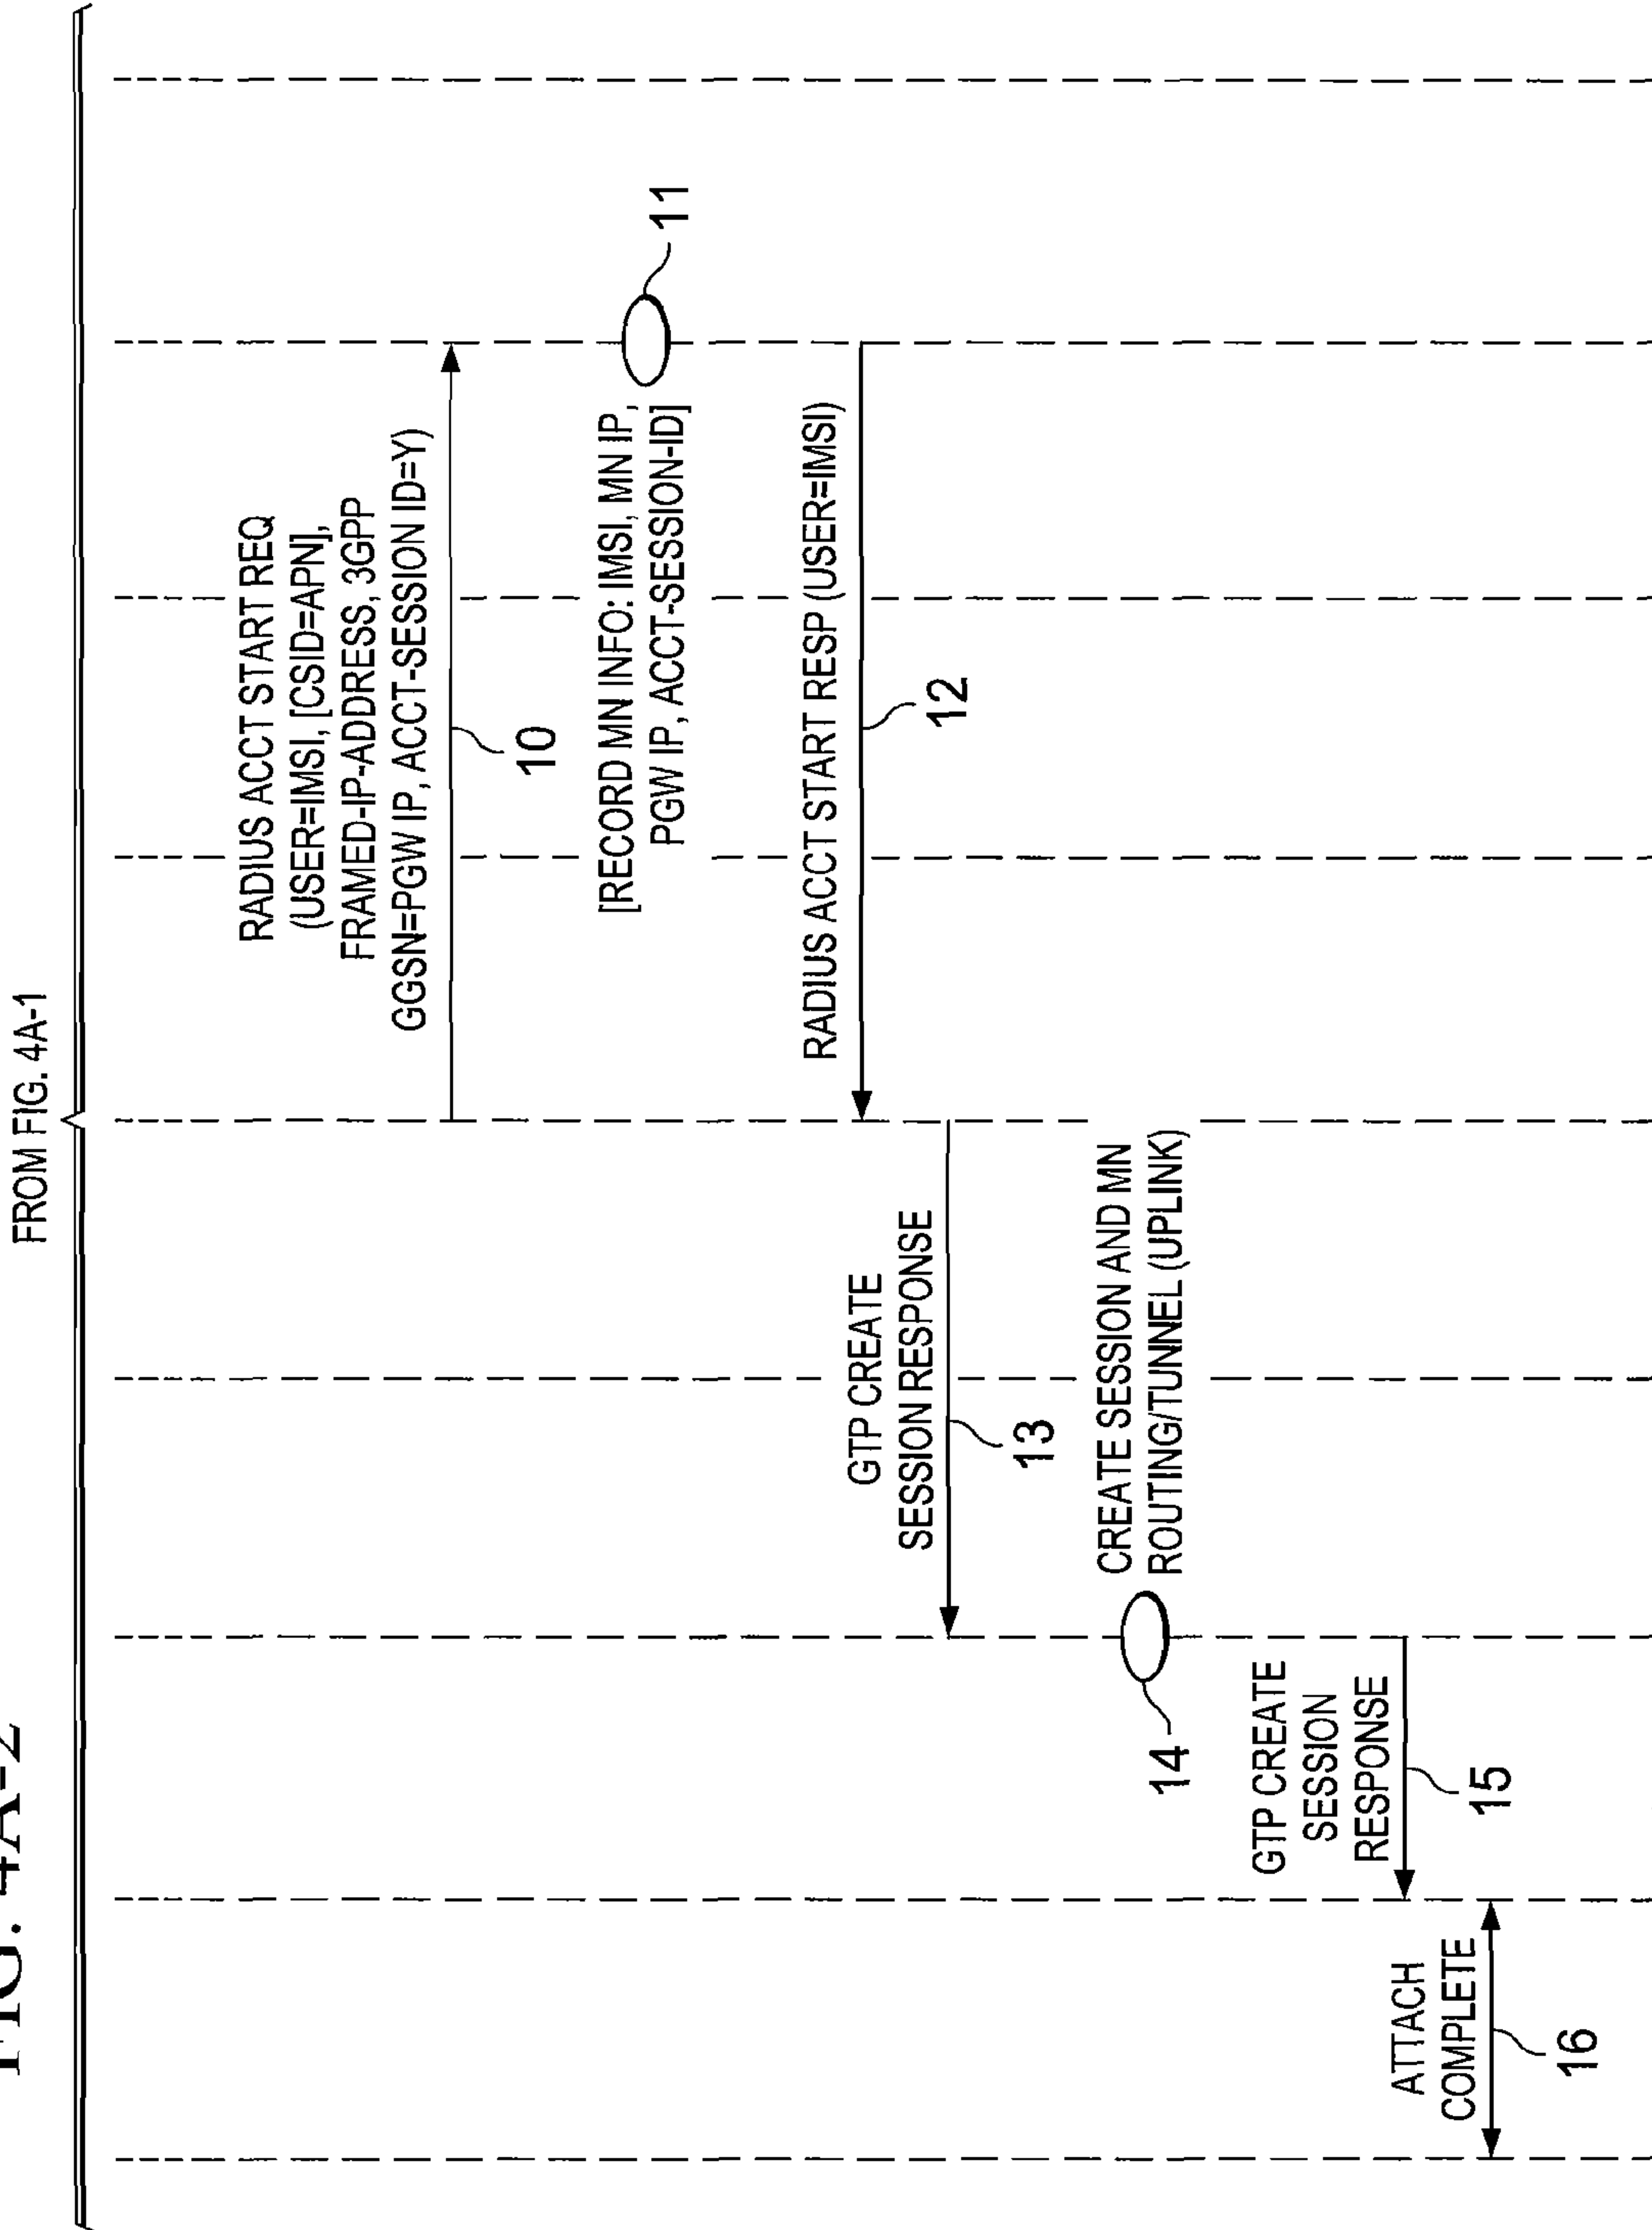 FIG. 4A-2
FROM FIG. 4A-1
RADIUS ACCT START REQ
(USER=IMSI, [CSID=APN],
FRAMED-IP-ADDRESS, 3GPP
GGSN=PGW IP, ACCT-SESSION ID=Y)
10
11
[RECORD MN INFO: IMSI, MN IP,
PGW IP, ACCT-SESSION-ID]
RADIUS ACCT START RESP (USER=IMSI)
12
GTP CREATE
SESSION RESPONSE
13
CREATE SESSION AND MN
ROUTING/TUNNEL (UPLINK)
14
GTP CREATE
SESSION
RESPONSE
15
ATTACH
COMPLETE
16